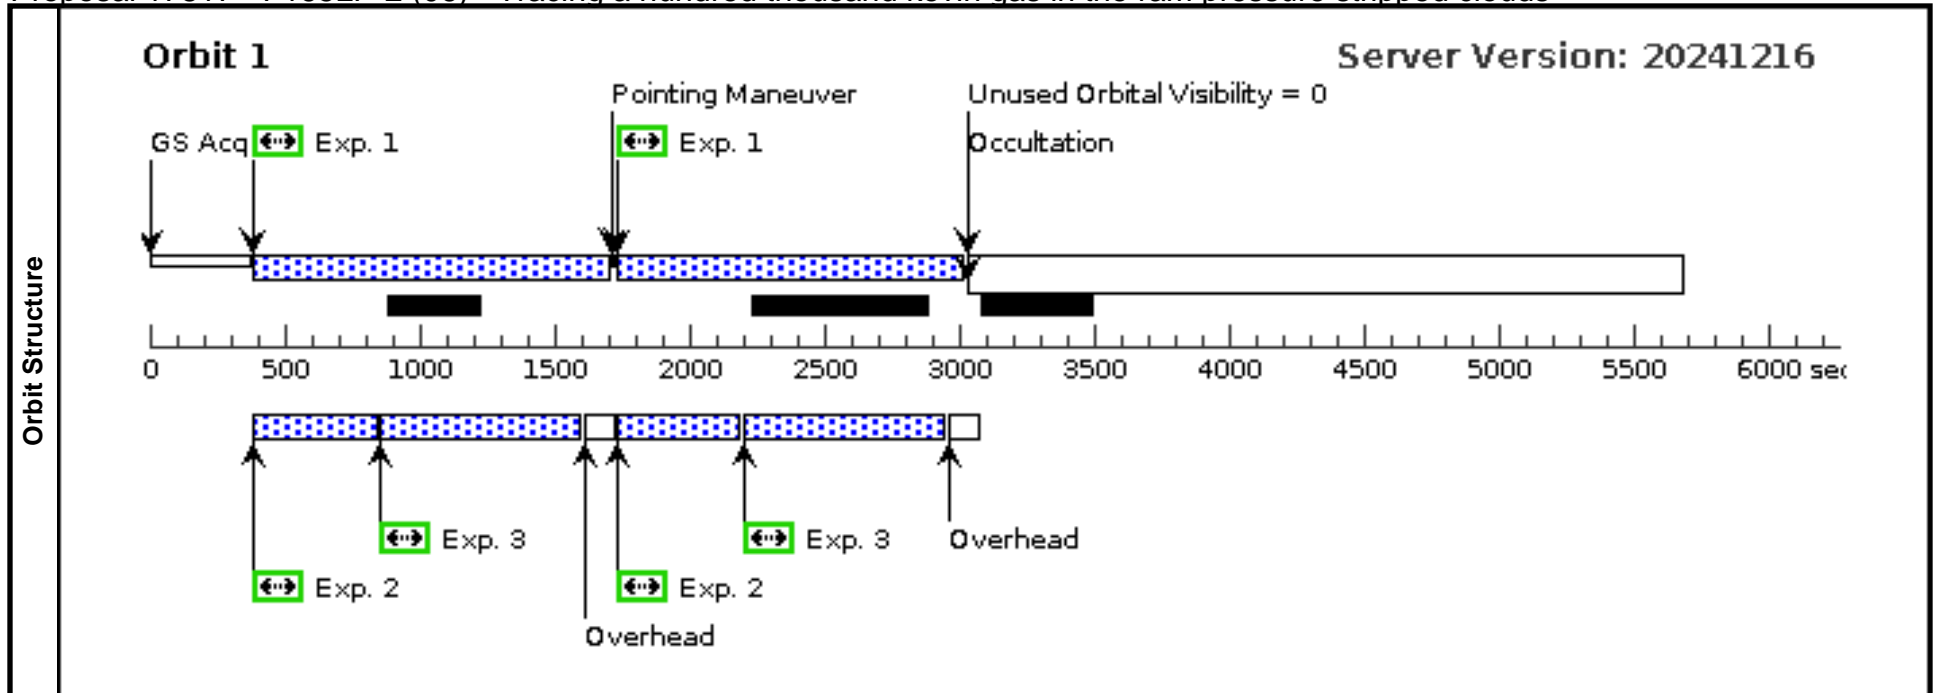 Orbit 1
Server Version: 20241216
Pointing Maneuver
Unused Orbital Visibility = 0
GS Acq
Exp. 1
Exp. 1
Occultation
0 500 1000 1500 2000 2500 3000 3500 4000 4500 5000 5500 6000
Exp. 3
Exp. 3
Overhead
Exp. 2
Exp. 2
Overhead
Orbit Structure